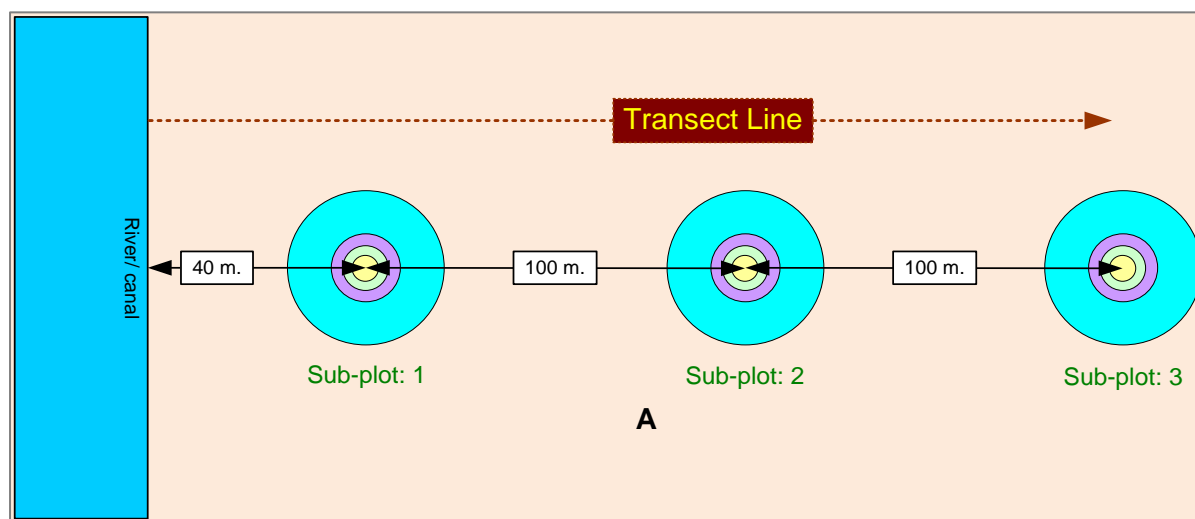 Transect Line
River/ canal
40 m.
100 m.
100 m.
Sub-plot: 1
Sub-plot: 2
Sub-plot: 3
A